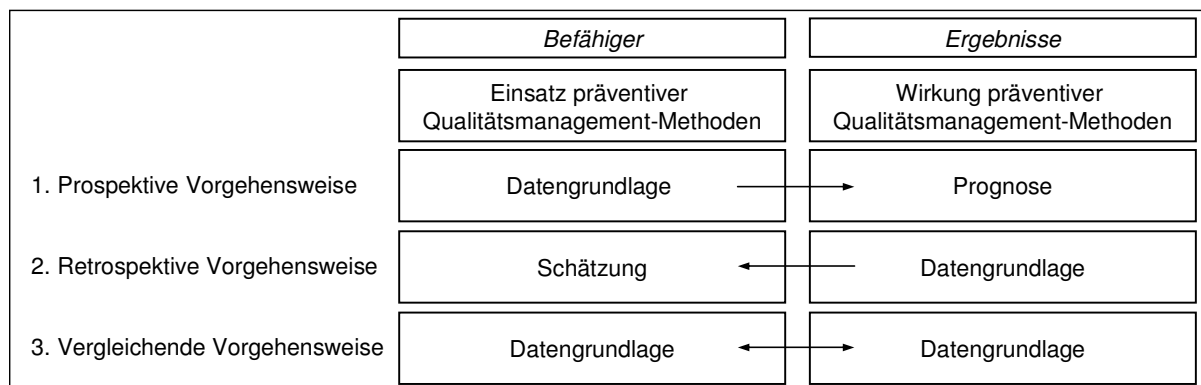 Befähiger
Ergebnisse
Einsatz präventiver
Qualitätsmanagement-Methoden
Wirkung präventiver
Qualitätsmanagement-Methoden
1. Prospektive Vorgehensweise
Datengrundlage
Prognose
2. Retrospektive Vorgehensweise
Schätzung
Datengrundlage
3. Vergleichende Vorgehensweise
Datengrundlage
Datengrundlage